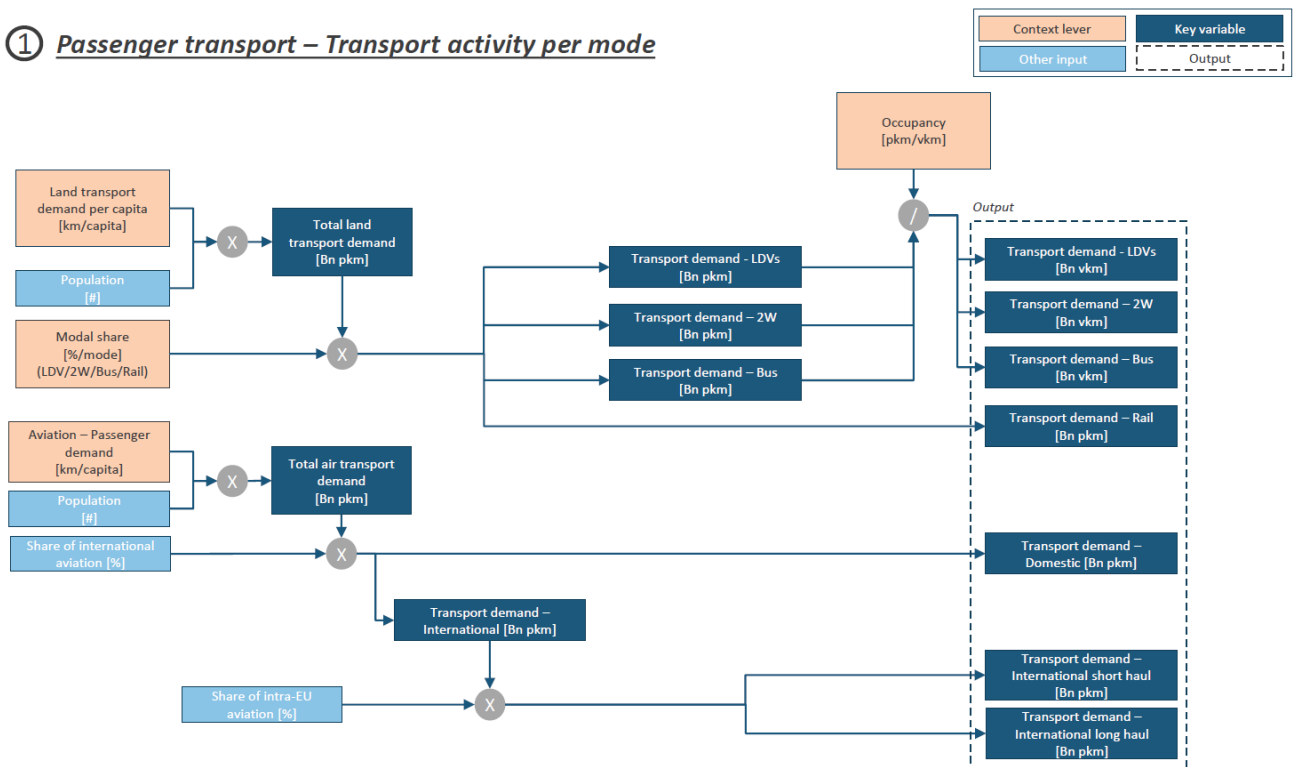 1 Passenger transport – Transport activity per mode
Context lever
Key variable
Other input
Output
Occupancy
[pkm/vkm]
Land transport
demand per capita
[km/capita]
Population
[#]
Modal share
[%/mode]
(LDV/2W/Bus/Rail)
X
Total land
transport demand
[Bn pkm]
X
Transport demand - LDVs
[Bn pkm]
Transport demand – 2W
[Bn pkm]
Transport demand – Bus
[Bn pkm]
/
Output
Transport demand - LDVs
[Bn vkm]
Transport demand – 2W
[Bn vkm]
Transport demand – Bus
[Bn vkm]
Transport demand – Rail
[Bn pkm]
Aviation – Passenger
demand
[km/capita]
Population
[#]
Share of international
aviation [%]
X
Total air transport
demand
[Bn pkm]
X
Transport demand –
Domestic [Bn pkm]
Transport demand –
International [Bn pkm]
Share of intra-EU
aviation [%]
X
Transport demand –
International short haul
[Bn pkm]
Transport demand –
International long haul
[Bn pkm]